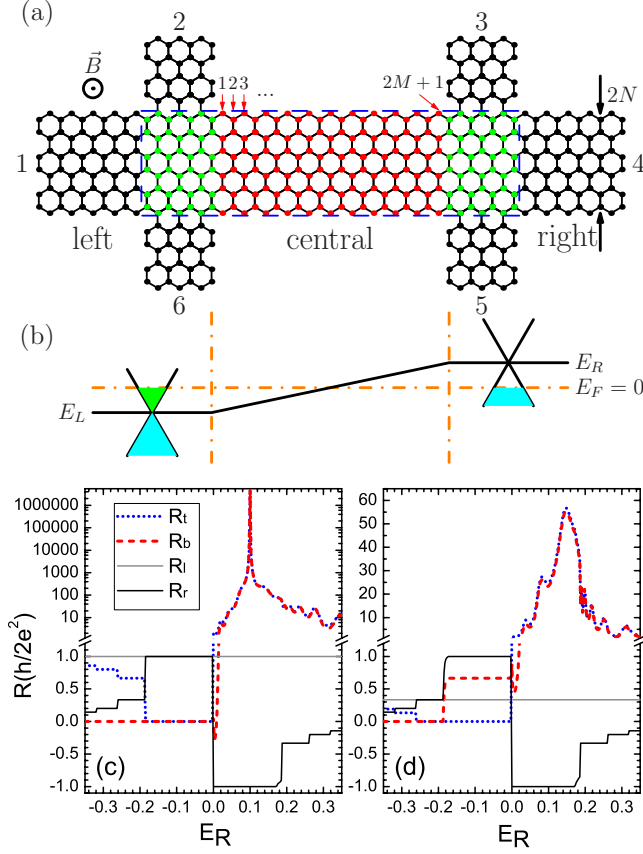 (a)
2
3
B
123 ...
2M + 1
2N
1
4
left
central
right
6
5
(b)
E_R
E_F = 0
E_L
R_t
R_b
R_l
R_r
R(h/2e²)
1000000
100000
10000
1000
100
10
1.0
0.5
0.0
-0.5
-1.0
(c)
-0.3 -0.2 -0.1 0.0 0.1 0.2 0.3
E_R
60
50
40
30
20
10
1.0
0.5
0.0
-0.5
-1.0
(d)
-0.3 -0.2 -0.1 0.0 0.1 0.2 0.3
E_R